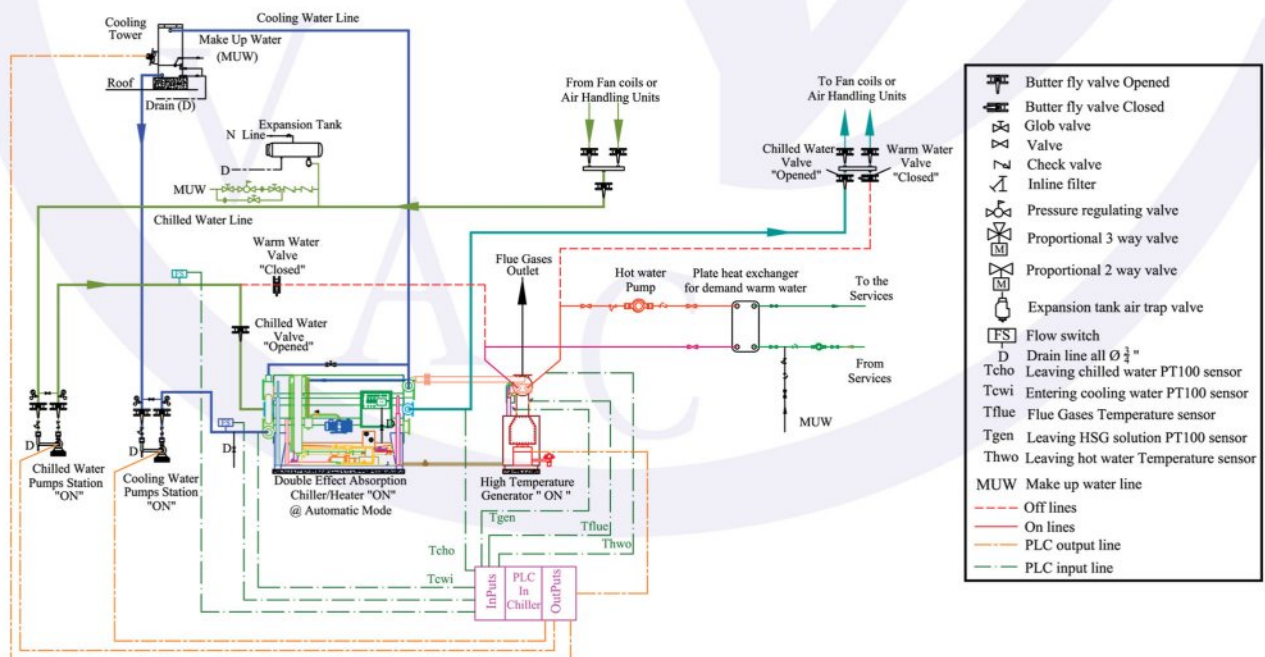 Cooling
Tower
Cooling Water Line
Make Up Water
(MUW)
Roof
Drain (D)
Expansion Tank
N Line
D
MUW
Chilled Water Line
From Fan coils or
Air Handling Units
To Fan coils or
Air Handling Units
Chilled Water
Valve
"Opened"
Warm Water
Valve
"Closed"
FS
Warm Water
Valve
"Closed"
Flue Gases
Outlet
Hot water
Pump
Plate heat exchanger
for demand warm water
To the
Services
Chilled Water
Valve
"Opened"
From
Services
MUW
FS
D
D
D
Chilled Water
Pumps Station
"ON"
Cooling Water
Pumps Station
"ON"
Double Effect Absorption
Chiller/Heater "ON"
@ Automatic Mode
High Temperature
Generator " ON "
Tgen
Tflue
Thwo
Tcho
Tcwi
InPuts
PLC
In
Chiller
OutPuts
Butter fly valve Opened
Butter fly valve Closed
Glob valve
Valve
Check valve
Inline filter
Pressure regulating valve
Proportional 3 way valve
M
Proportional 2 way valve
M
Expansion tank air trap valve
FS Flow switch
D Drain line all Ø 3/4 "
Tcho Leaving chilled water PT100 sensor
Tcwi Entering cooling water PT100 sensor
Tflue Flue Gases Temperature sensor
Tgen Leaving HSG solution PT100 sensor
Thwo Leaving hot water Temperature sensor
MUW Make up water line
Off lines
On lines
PLC output line
PLC input line
A C